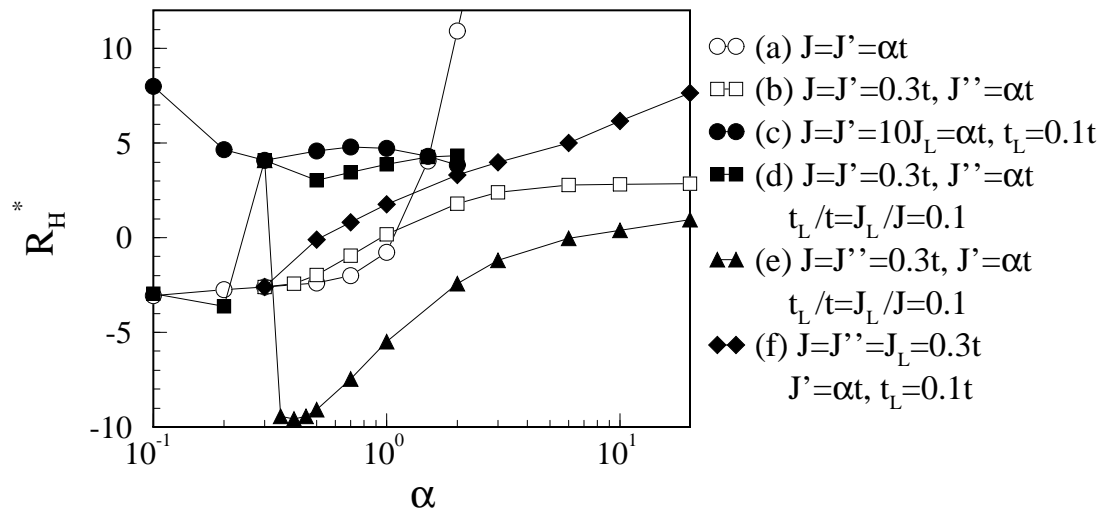 10
5
0
-5
-10
R_H^*
10^-1
10^0
10^1
α
(a) J=J'=αt
(b) J=J'=0.3t, J''=αt
(c) J=J'=10J_L=αt, t_L=0.1t
(d) J=J'=0.3t, J''=αt
t_L/t=J_L/J=0.1
(e) J=J''=0.3t, J'=αt
t_L/t=J_L/J=0.1
(f) J=J''=J_L=0.3t
J'=αt, t_L=0.1t